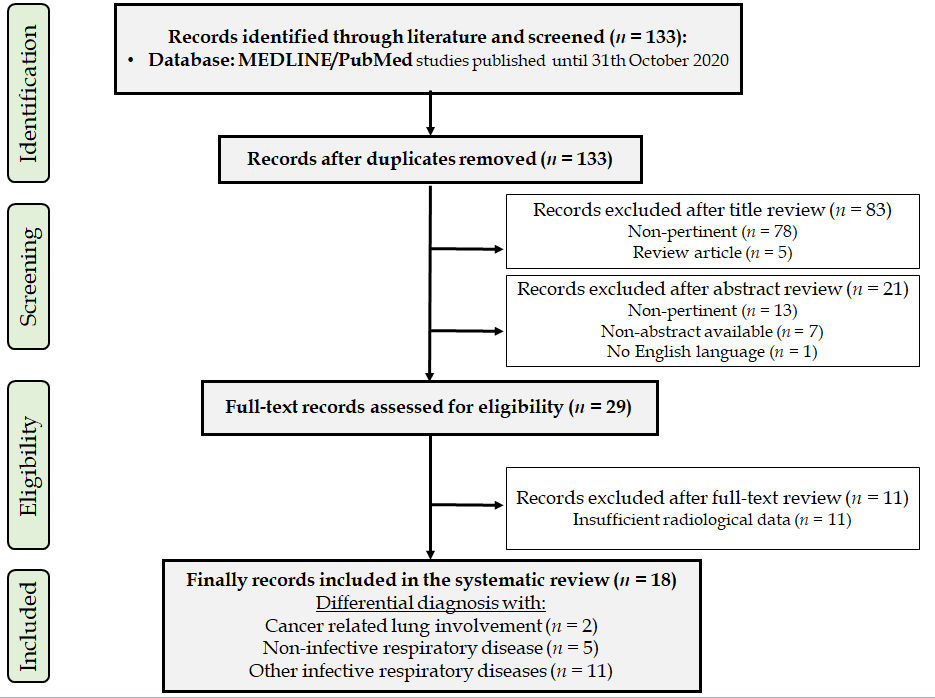 Identification
Records identified through literature and screened (n = 133):
• Database: MEDLINE/PubMed studies published until 31th October 2020
Records after duplicates removed (n = 133)
Screening
Records excluded after title review (n = 83)
Non-pertinent (n = 78)
Review article (n = 5)
Records excluded after abstract review (n = 21)
Non-pertinent (n = 13)
Non-abstract available (n = 7)
No English language (n = 1)
Eligibility
Full-text records assessed for eligibility (n = 29)
Records excluded after full-text review (n = 11)
Insufficient radiological data (n = 11)
Included
Finally records included in the systematic review (n = 18)
Differential diagnosis with:
Cancer related lung involvement (n = 2)
Non-infective respiratory disease (n = 5)
Other infective respiratory diseases (n = 11)